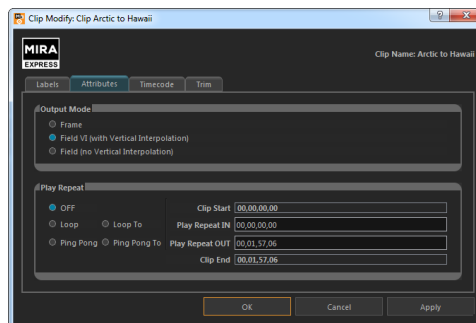 Clip Modify: Clip Arctic to Hawaii
MIRA
EXPRESS
Clip Name: Arctic to Hawaii
Labels Attributes Timecode Trim
Output Mode
Frame
Field VI (with Vertical Interpolation)
Field (no Vertical Interpolation)
Play Repeat
OFF Clip Start 00,00,00,00
Loop Loop To Play Repeat IN 00,00,00,00
Ping Pong Ping Pong To Play Repeat OUT 00,01,57,06
Clip End 00,01,57,06
OK Cancel Apply